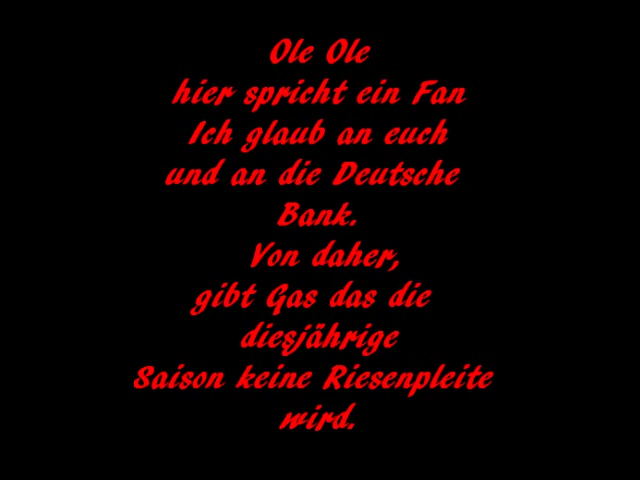 Ole Ole
hier spricht ein Fan
Ich glaub an euch
und an die Deutsche
Bank.
Von daher,
gibt Gas das die
diesjährige
Saison keine Riesenpleite
wird.